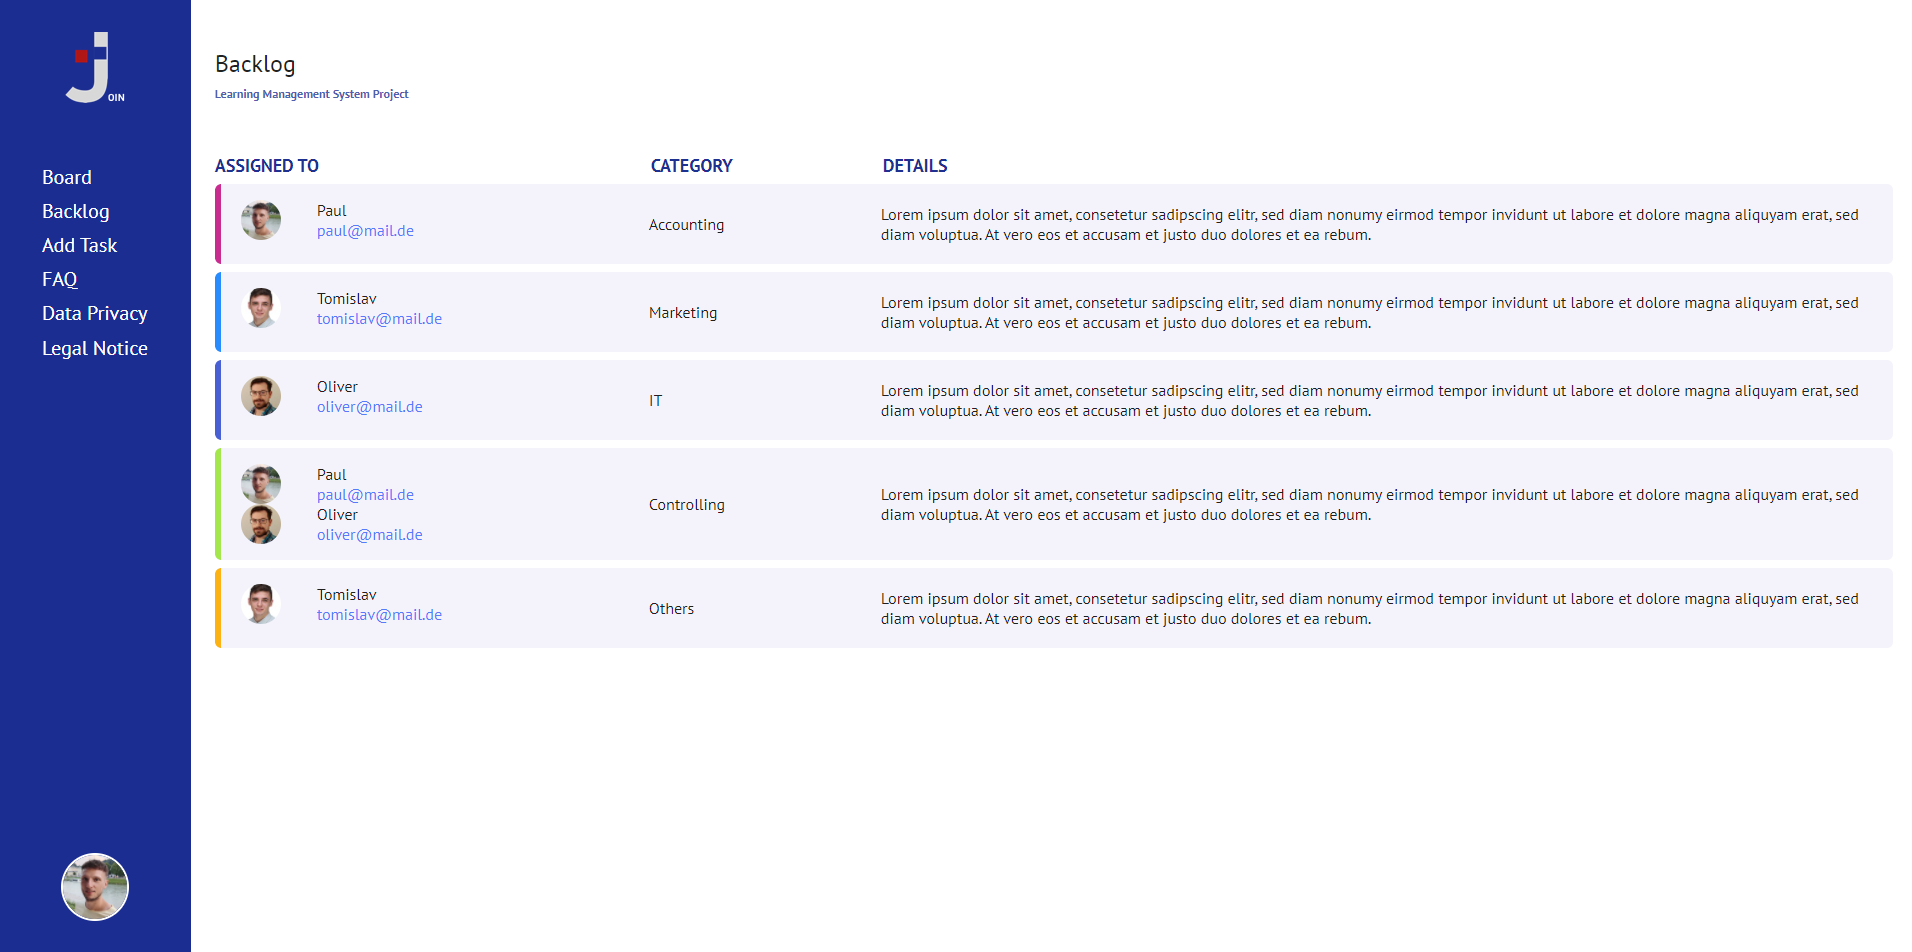 OIN
Board
Backlog
Add Task
FAQ
Data Privacy
Legal Notice
Backlog
Learning Management System Project
ASSIGNED TO CATEGORY DETAILS
Paul
paul@mail.de
Accounting
Lorem ipsum dolor sit amet, consetetur sadipscing elitr, sed diam nonumy eirmod tempor invidunt ut labore et dolore magna aliquyam erat, sed
diam voluptua. At vero eos et accusam et justo duo dolores et ea rebum.
Tomislav
tomislav@mail.de
Marketing
Lorem ipsum dolor sit amet, consetetur sadipscing elitr, sed diam nonumy eirmod tempor invidunt ut labore et dolore magna aliquyam erat, sed
diam voluptua. At vero eos et accusam et justo duo dolores et ea rebum.
Oliver
oliver@mail.de
IT
Lorem ipsum dolor sit amet, consetetur sadipscing elitr, sed diam nonumy eirmod tempor invidunt ut labore et dolore magna aliquyam erat, sed
diam voluptua. At vero eos et accusam et justo duo dolores et ea rebum.
Paul
paul@mail.de
Oliver
oliver@mail.de
Controlling
Lorem ipsum dolor sit amet, consetetur sadipscing elitr, sed diam nonumy eirmod tempor invidunt ut labore et dolore magna aliquyam erat, sed
diam voluptua. At vero eos et accusam et justo duo dolores et ea rebum.
Tomislav
tomislav@mail.de
Others
Lorem ipsum dolor sit amet, consetetur sadipscing elitr, sed diam nonumy eirmod tempor invidunt ut labore et dolore magna aliquyam erat, sed
diam voluptua. At vero eos et accusam et justo duo dolores et ea rebum.